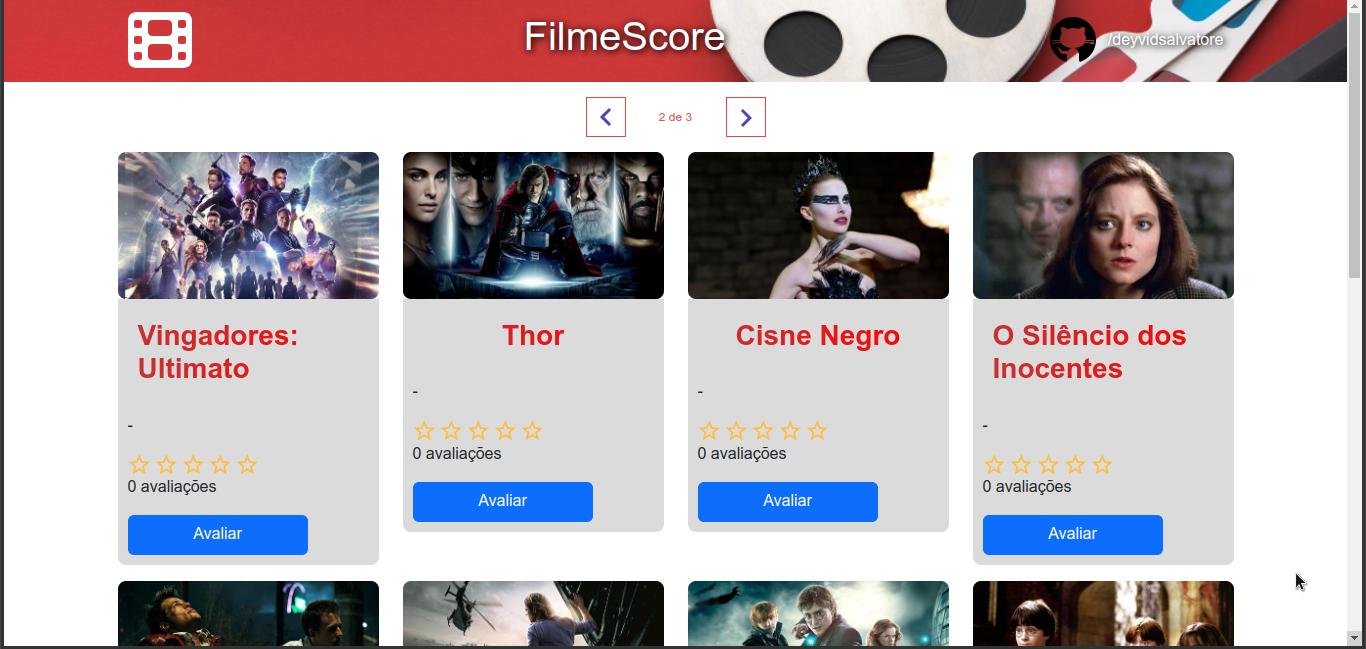 FilmeScore
/deyvidsalvatore
2 de 3
Vingadores:
Ultimato
-
0 avaliações
Avaliar
Thor
-
0 avaliações
Avaliar
Cisne Negro
-
0 avaliações
Avaliar
O Silêncio dos
Inocentes
-
0 avaliações
Avaliar